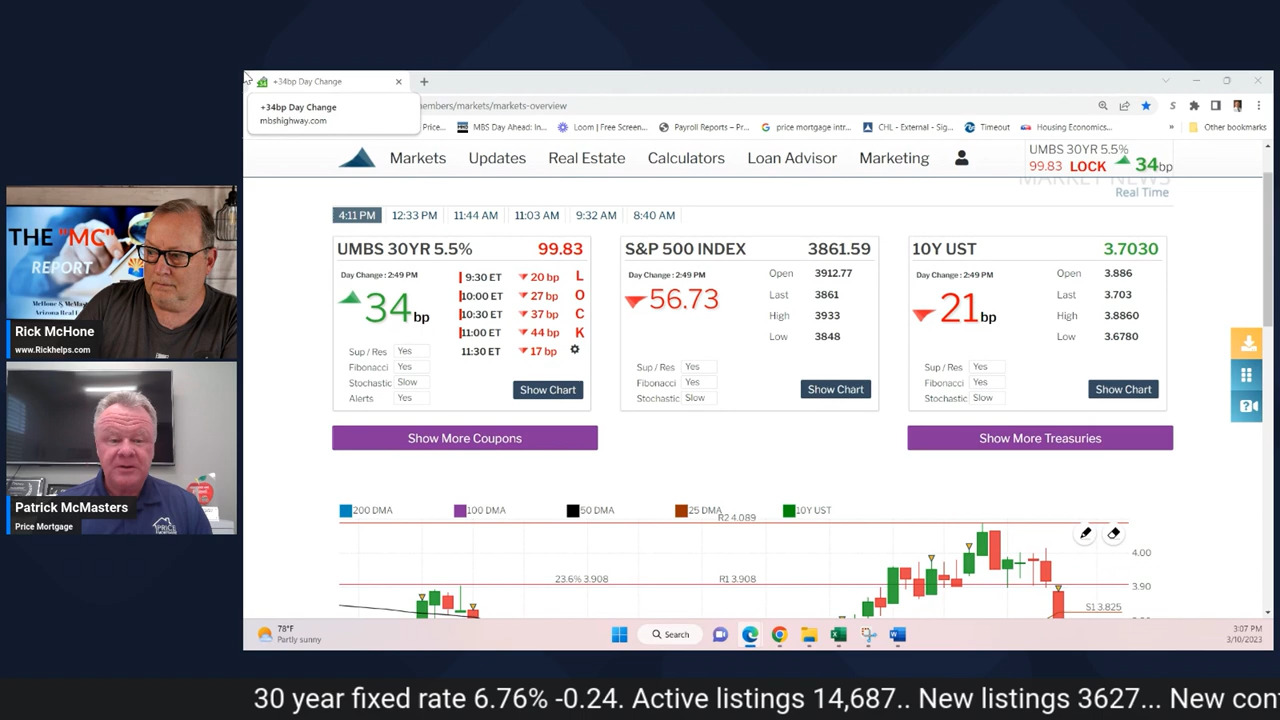 +34bp Day Change
+34bp Day Change
mbshighway.com
embers/markets/markets-overview
Price...
MBS Day Ahead: In...
Loom | Free Screen...
Payroll Reports – Pr...
price mortgage intr...
CHL - External - Sig...
Timeout
Housing Economics...
Other bookmarks
Markets
Updates
Real Estate
Calculators
Loan Advisor
Marketing
UMBS 30YR 5.5%
99.83 LOCK 34bp
MARKET NEWS
Real Time
4:11 PM
12:33 PM
11:44 AM
11:03 AM
9:32 AM
8:40 AM
UMBS 30YR 5.5% 99.83
Day Change : 2:49 PM
34 bp
9:30 ET 20 bp L
10:00 ET 27 bp O
10:30 ET 37 bp C
11:00 ET 44 bp K
11:30 ET 17 bp
Sup / Res Yes
Fibonacci Yes
Stochastic Slow
Alerts Yes
Show Chart
S&P 500 INDEX 3861.59
Day Change : 2:49 PM
56.73
Open 3912.77
Last 3861
High 3933
Low 3848
Sup / Res Yes
Fibonacci Yes
Stochastic Slow
Show Chart
10Y UST 3.7030
Day Change : 2:49 PM
21 bp
Open 3.886
Last 3.703
High 3.8860
Low 3.6780
Sup / Res Yes
Fibonacci Yes
Stochastic Slow
Show Chart
Show More Coupons
Show More Treasuries
200 DMA
100 DMA
50 DMA
25 DMA
10Y UST
R2 4.089
4.00
23.6% 3.908
R1 3.908
3.90
S1 3.825
78°F
Partly sunny
Search
3:07 PM
3/10/2023
THE "MC"
REPORT
Rick McHone
www.Rickhelps.com
Patrick McMasters
Price Mortgage
PRICE
30 year fixed rate 6.76% -0.24. Active listings 14,687.. New listings 3627... New con